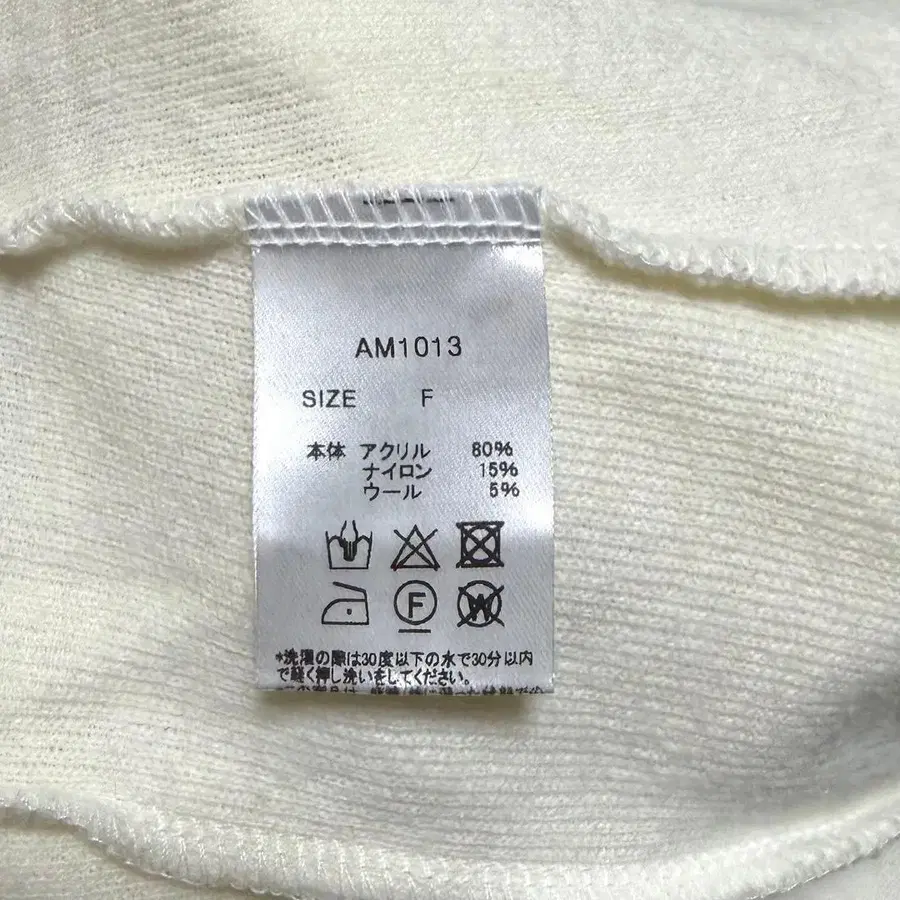 AM1013
SIZE F
本体 アクリル 80%
ナイロン 15%
ウール 5%
F
W
*洗濯の際は30度以下の水で30分以内
で軽く押し洗いをしてください。